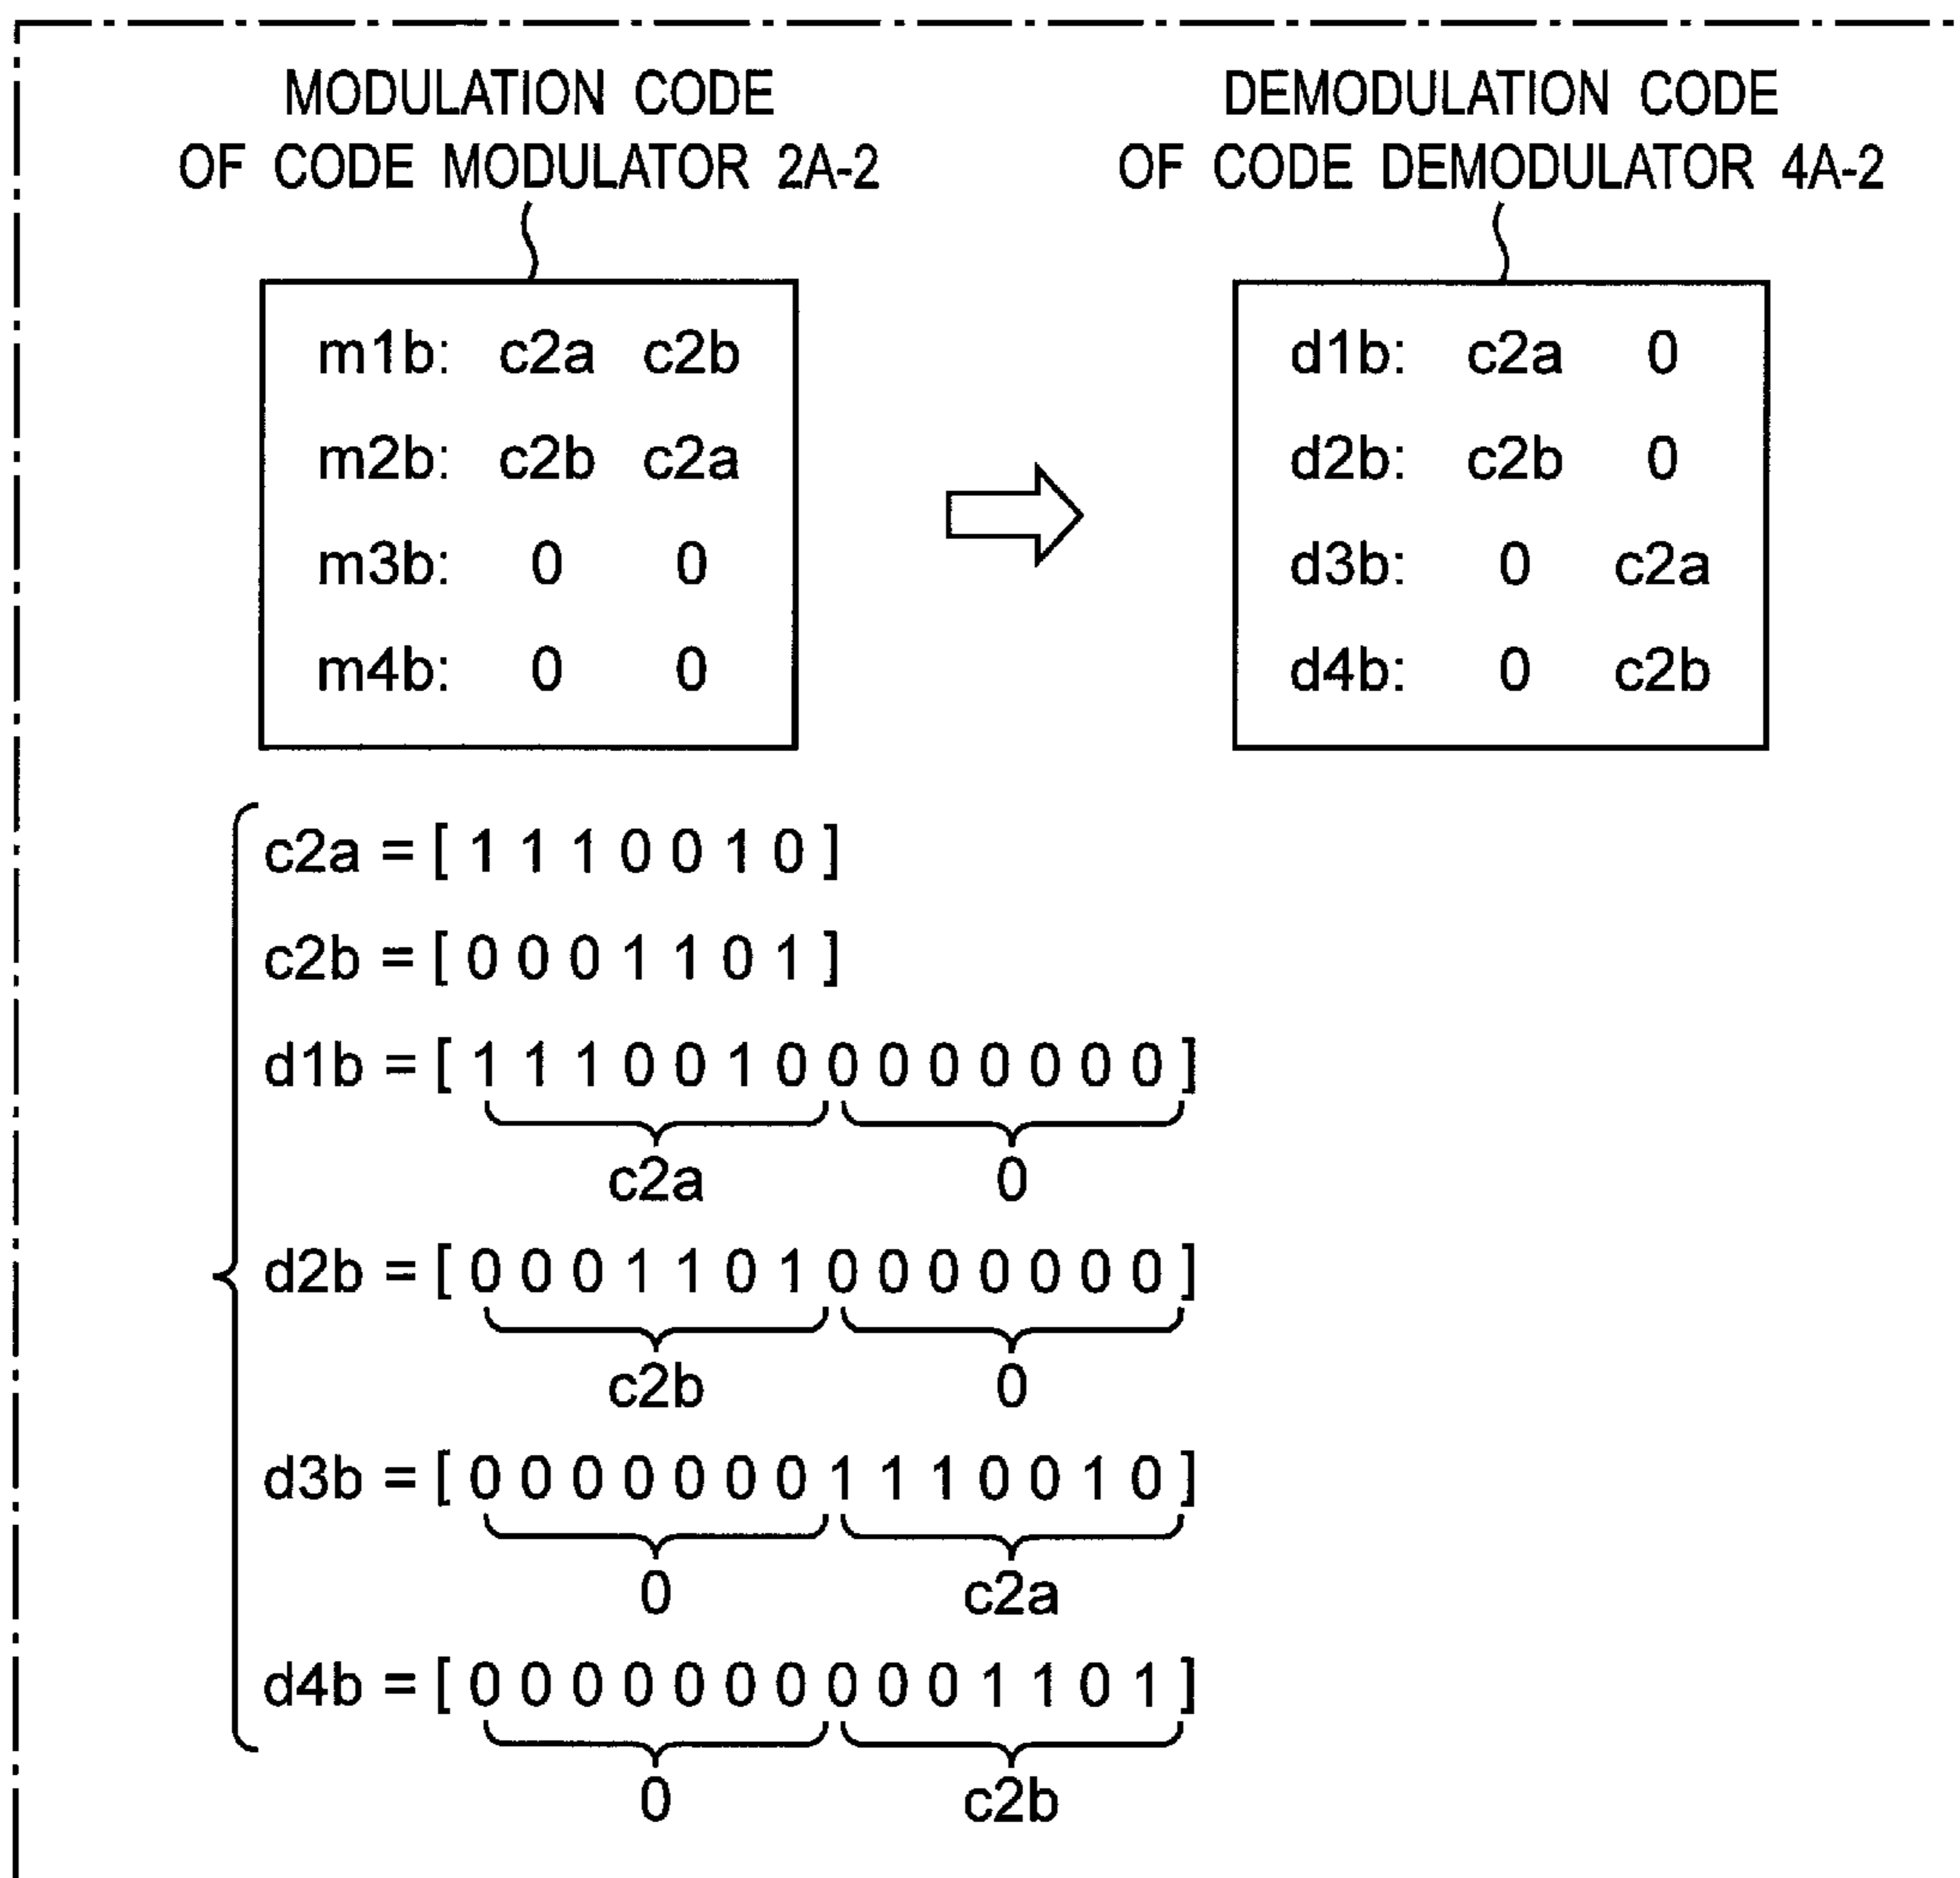 MODULATION CODE
OF CODE MODULATOR 2A-2
DEMODULATION CODE
OF CODE DEMODULATOR 4A-2
m1b: c2a c2b
m2b: c2b c2a
m3b: 0 0
m4b: 0 0
d1b: c2a 0
d2b: c2b 0
d3b: 0 c2a
d4b: 0 c2b
c2a = [ 1 1 1 0 0 1 0 ]
c2b = [ 0 0 0 1 1 0 1 ]
d1b = [ 1 1 1 0 0 1 0 0 0 0 0 0 0 0 ]
c2a 0
d2b = [ 0 0 0 1 1 0 1 0 0 0 0 0 0 0 ]
c2b 0
d3b = [ 0 0 0 0 0 0 0 1 1 1 0 0 1 0 ]
0 c2a
d4b = [ 0 0 0 0 0 0 0 0 0 0 1 1 0 1 ]
0 c2b